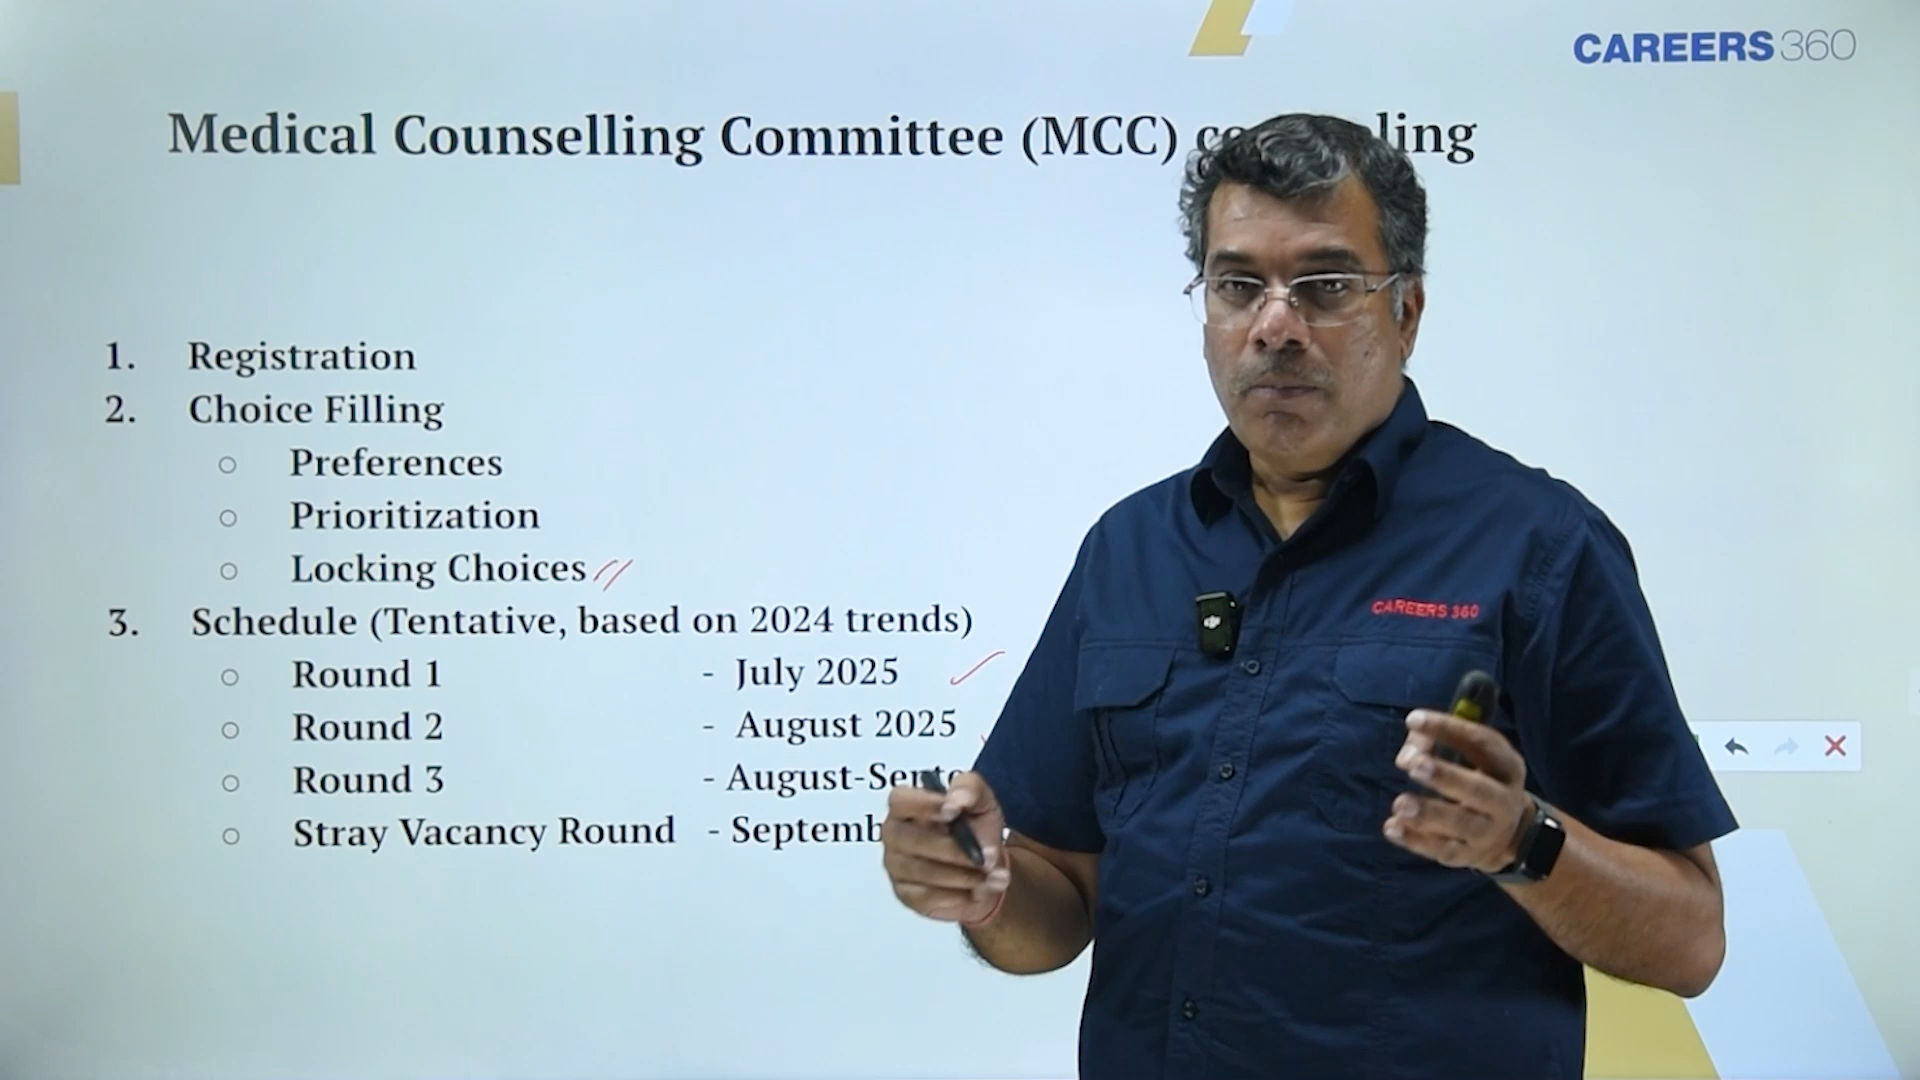 CAREERS360
Medical Counselling Committee (MCC)
1. Registration
2. Choice Filling
○ Preferences
○ Prioritization
○ Locking Choices
3. Schedule (Tentative, based on 2024 trends)
○ Round 1 - July 2025
○ Round 2 - August 2025
○ Round 3 - August-
○ Stray Vacancy Round -
CAREERS 360